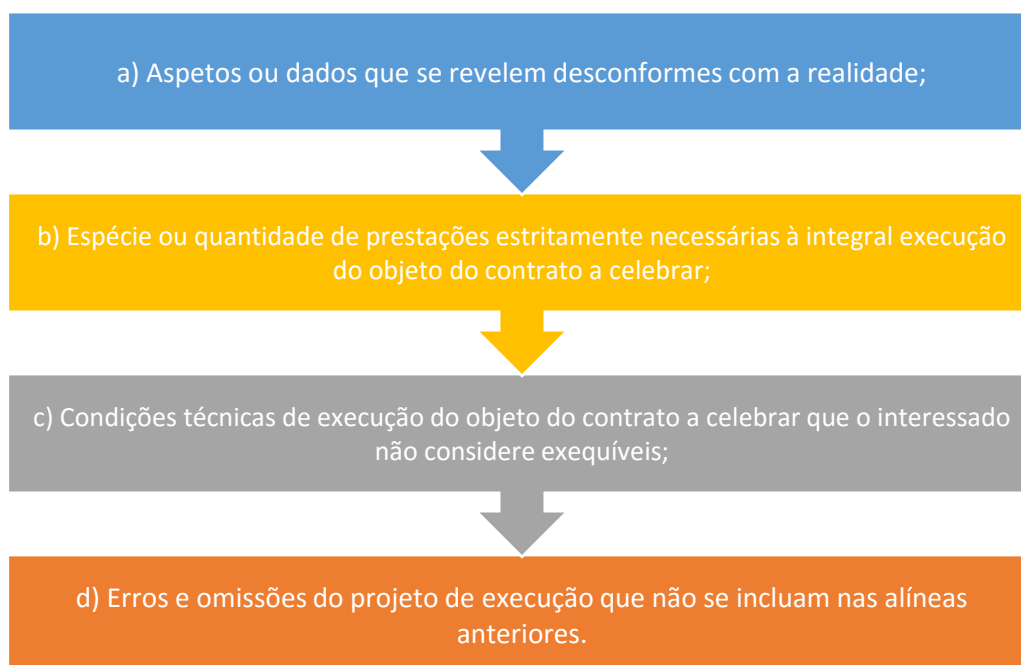 a) Aspetos ou dados que se revelem desconformes com a realidade;
b) Espécie ou quantidade de prestações estritamente necessárias à integral execução
do objeto do contrato a celebrar;
c) Condições técnicas de execução do objeto do contrato a celebrar que o interessado
não considere exequíveis;
d) Erros e omissões do projeto de execução que não se incluam nas alíneas
anteriores.